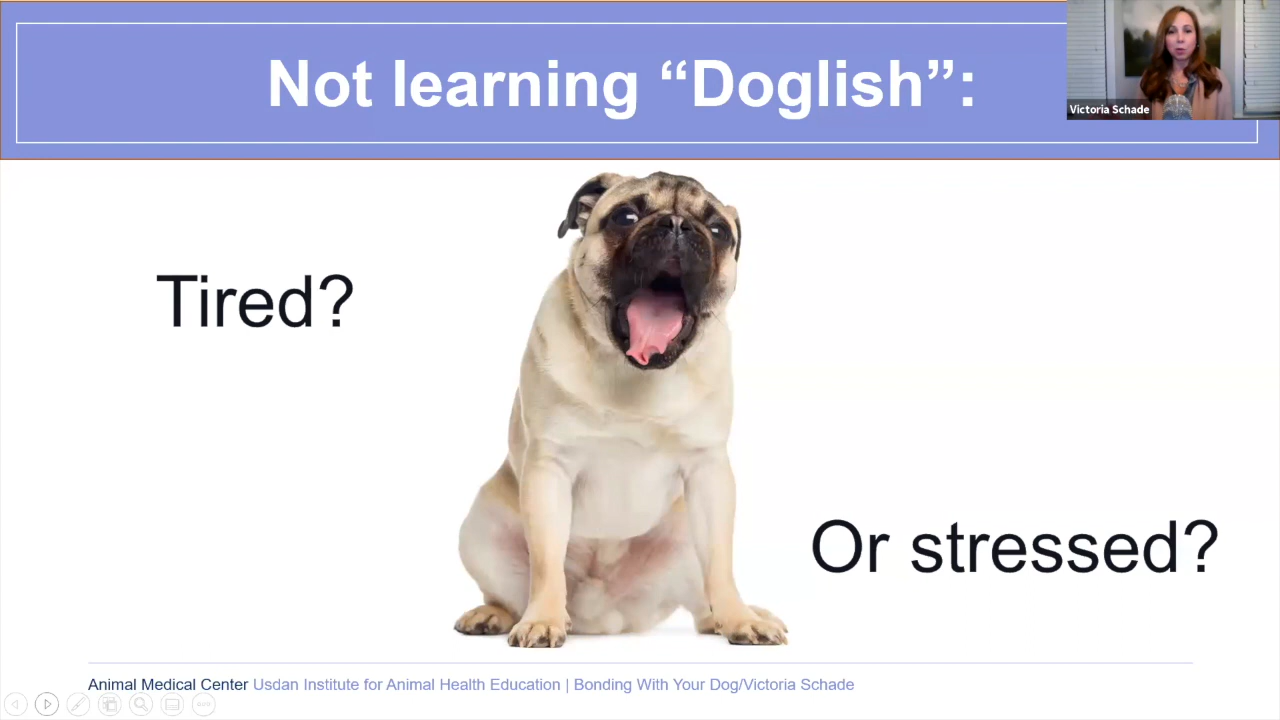 Not learning “Doglish”:
Victoria Schade
Tired?
Or stressed?
Animal Medical Center Usdan Institute for Animal Health Education | Bonding With Your Dog/Victoria Schade